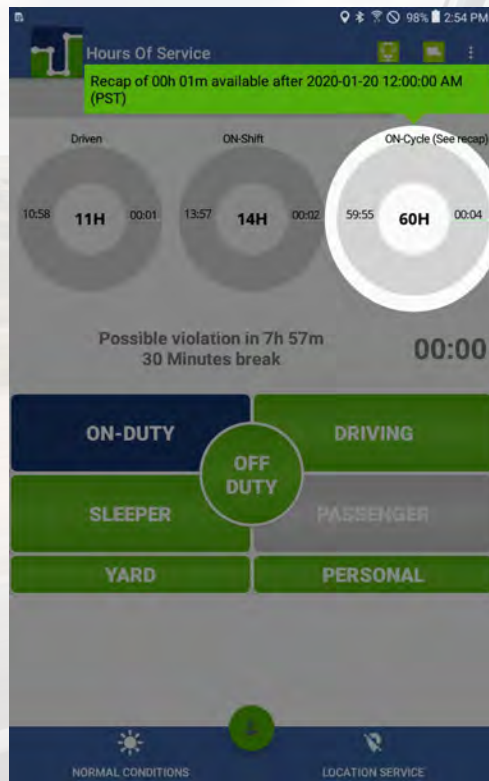 98% 2:54 PM
Hours Of Service
Recap of 00h 01m available after 2020-01-20 12:00:00 AM
(PST)
Driven
ON-Shift
ON-Cycle (See recap)
10:58 11H 00:01
13:57 14H 00:02
59:55 60H 00:04
Possible violation in 7h 57m
30 Minutes break
00:00
ON-DUTY
DRIVING
OFF
DUTY
SLEEPER
PASSENGER
YARD
PERSONAL
NORMAL CONDITIONS
LOCATION SERVICE